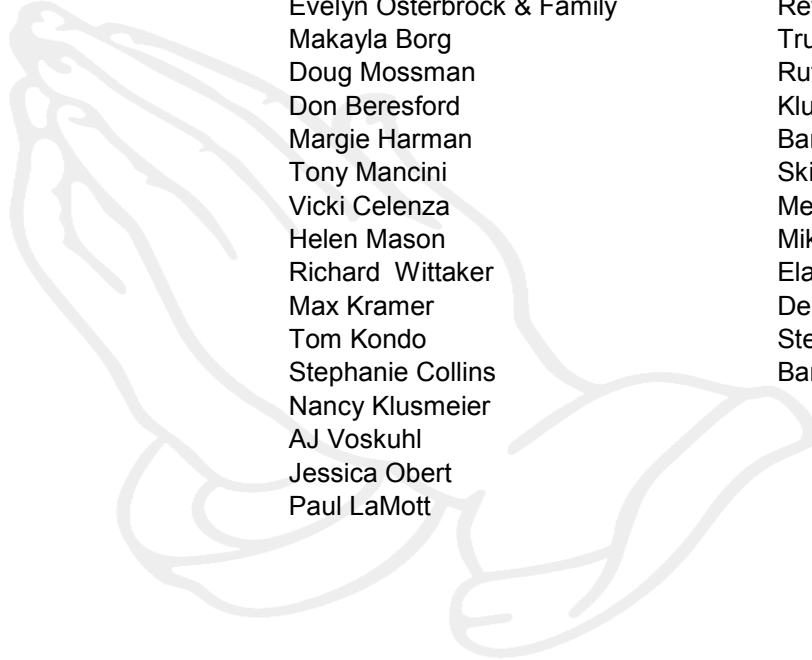 Evelyn Osterbrock & Family
Makayla Borg
Doug Mossman
Don Beresford
Margie Harman
Tony Mancini
Vicki Celenza
Helen Mason
Richard Wittaker
Max Kramer
Tom Kondo
Stephanie Collins
Nancy Klusmeier
AJ Voskuhl
Jessica Obert
Paul LaMott